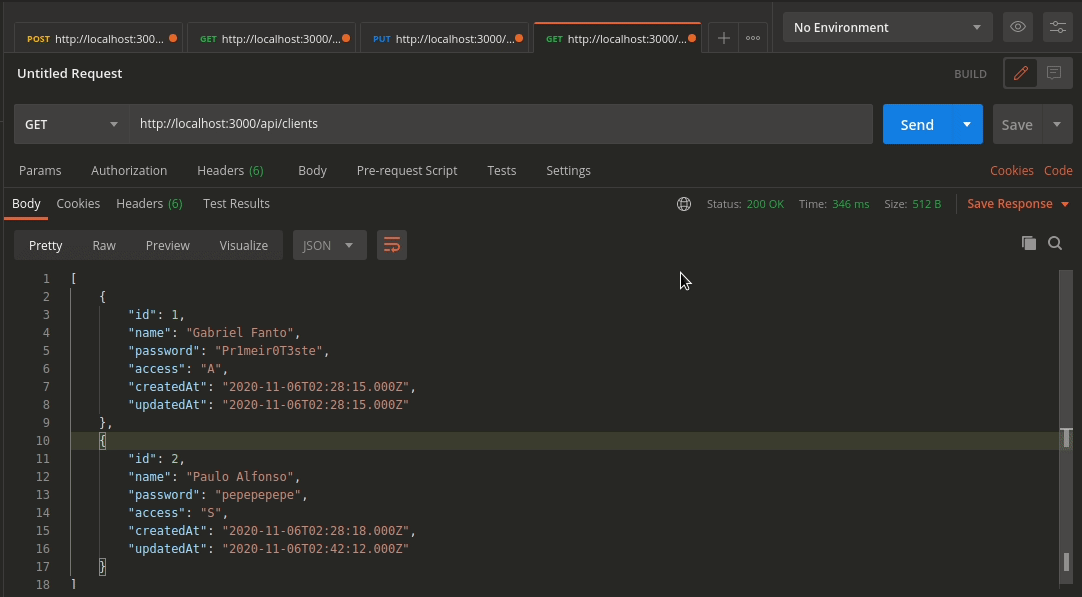 POST http://localhost:300... GET http://localhost:3000/... PUT http://localhost:3000/... GET http://localhost:3000/... No Environment
Untitled Request BUILD
GET http://localhost:3000/api/clients Send Save
Params Authorization Headers (6) Body Pre-request Script Tests Settings Cookies Code
Body Cookies Headers (6) Test Results Status: 200 OK Time: 346 ms Size: 512 B Save Response
Pretty Raw Preview Visualize JSON
1 [
2 {
3 "id": 1,
4 "name": "Gabriel Fanto",
5 "password": "Pr1meir0T3ste",
6 "access": "A",
7 "createdAt": "2020-11-06T02:28:15.000Z",
8 "updatedAt": "2020-11-06T02:28:15.000Z"
9 },
10 {
11 "id": 2,
12 "name": "Paulo Alfonso",
13 "password": "pepepepepe",
14 "access": "S",
15 "createdAt": "2020-11-06T02:28:18.000Z",
16 "updatedAt": "2020-11-06T02:42:12.000Z"
17 }
18 ]